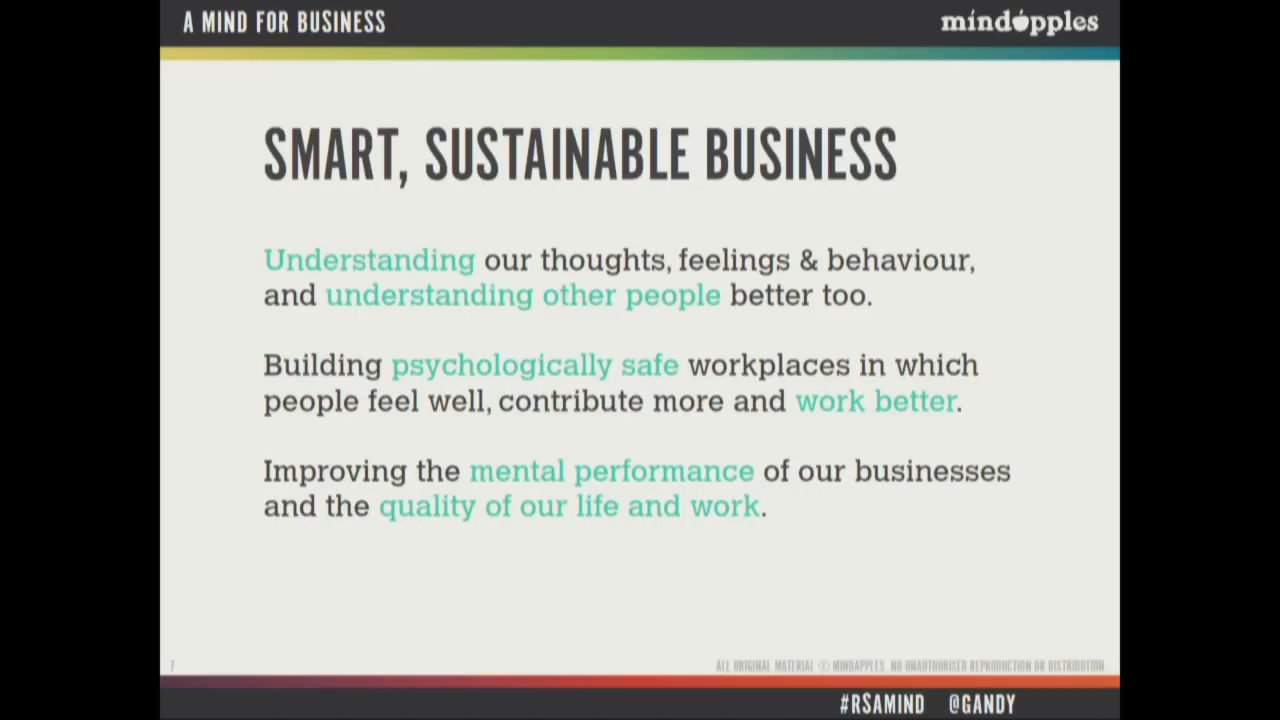 A MIND FOR BUSINESS
mindapples
SMART, SUSTAINABLE BUSINESS
Understanding our thoughts, feelings & behaviour,
and understanding other people better too.
Building psychologically safe workplaces in which
people feel well, contribute more and work better.
Improving the mental performance of our businesses
and the quality of our life and work.
7
ALL ORIGINAL MATERIAL © MINDAPPLES. NO UNAUTHORISED REPRODUCTION OR DISTRIBUTION
#RSAMIND @GANDY